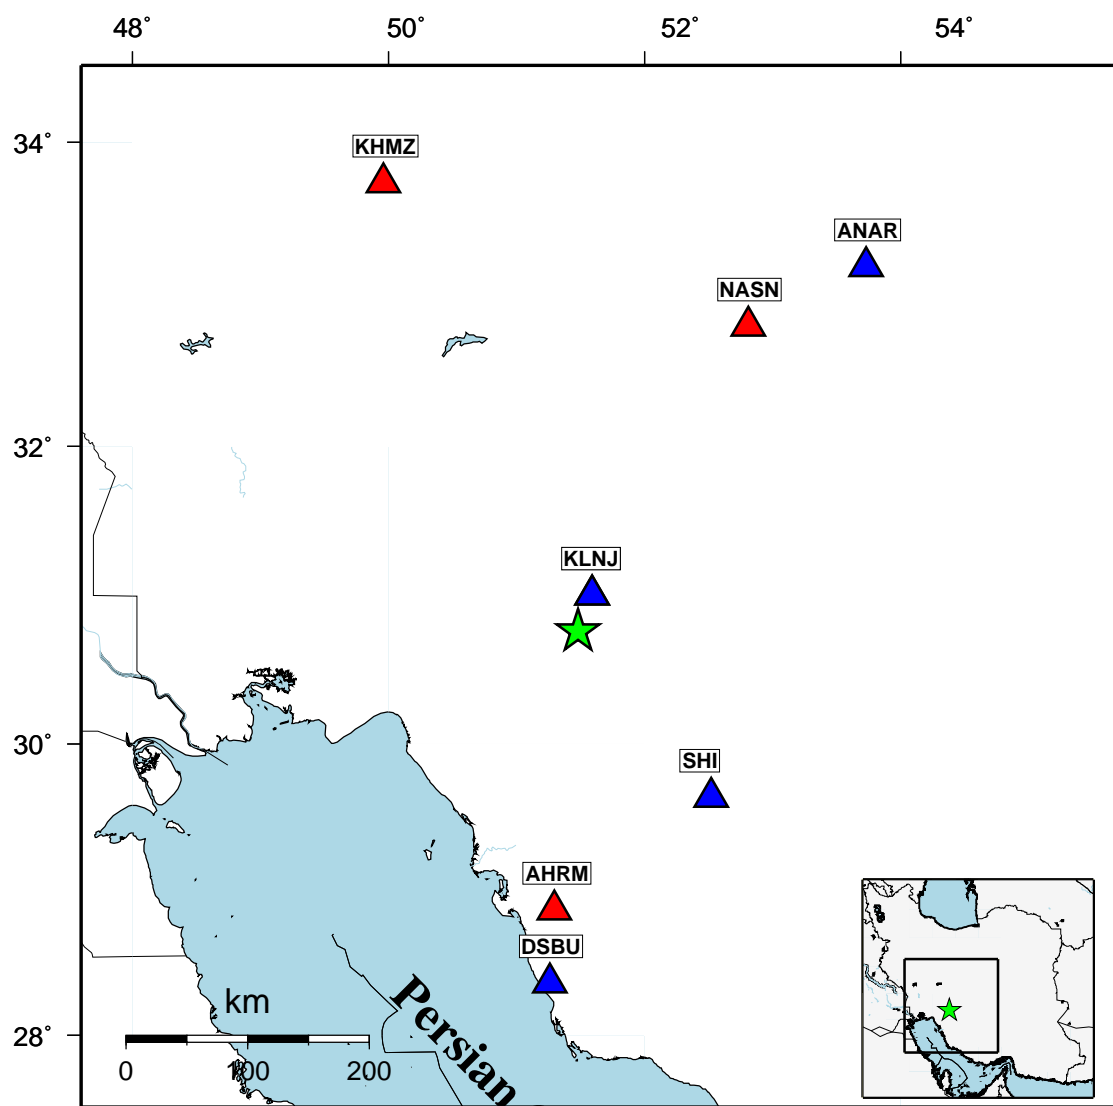 48° 50° 52° 54°
34°
KHMZ
ANAR
NASN
32°
KLNJ
30°
SHI
AHRM
DSBU
km
Persian
28°
0 100 200